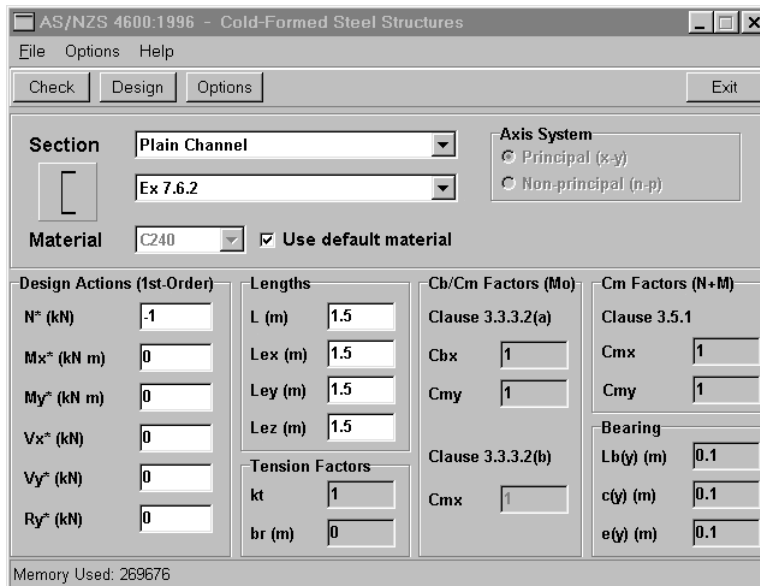 AS/NZS 4600:1996 - Cold-Formed Steel Structures
File Options Help
Check Design Options Exit
Section
Plain Channel
Ex 7.6.2
Material
C240
Use default material
Axis System
Principal (x-y)
Non-principal (n-p)
Design Actions (1st-Order)
N* (kN) -1
Mx* (kN m) 0
My* (kN m) 0
Vx* (kN) 0
Vy* (kN) 0
Ry* (kN) 0
Lengths
L (m) 1.5
Lex (m) 1.5
Ley (m) 1.5
Lez (m) 1.5
Tension Factors
kt 1
br (m) 0
Cb/Cm Factors (Mo)
Clause 3.3.3.2(a)
Cbx 1
Cmy 1
Clause 3.3.3.2(b)
Cmx 1
Cm Factors (N+M)
Clause 3.5.1
Cmx 1
Cmy 1
Bearing
Lb(y) (m) 0.1
c(y) (m) 0.1
e(y) (m) 0.1
Memory Used: 269676